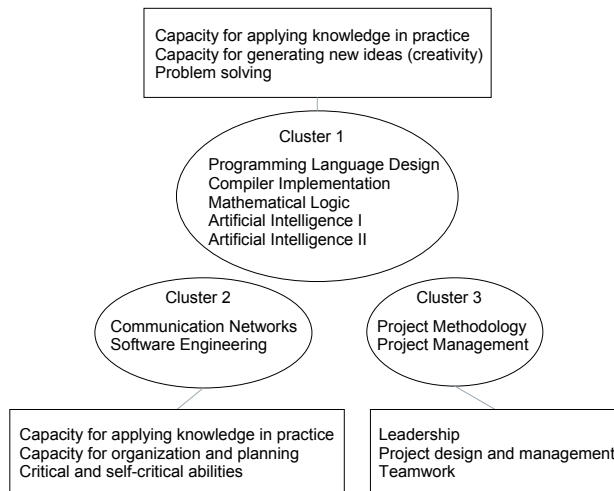 Capacity for applying knowledge in practice
Capacity for generating new ideas (creativity)
Problem solving
Cluster 1
Programming Language Design
Compiler Implementation
Mathematical Logic
Artificial Intelligence I
Artificial Intelligence II
Cluster 2
Communication Networks
Software Engineering
Cluster 3
Project Methodology
Project Management
Capacity for applying knowledge in practice
Capacity for organization and planning
Critical and self-critical abilities
Leadership
Project design and management
Teamwork